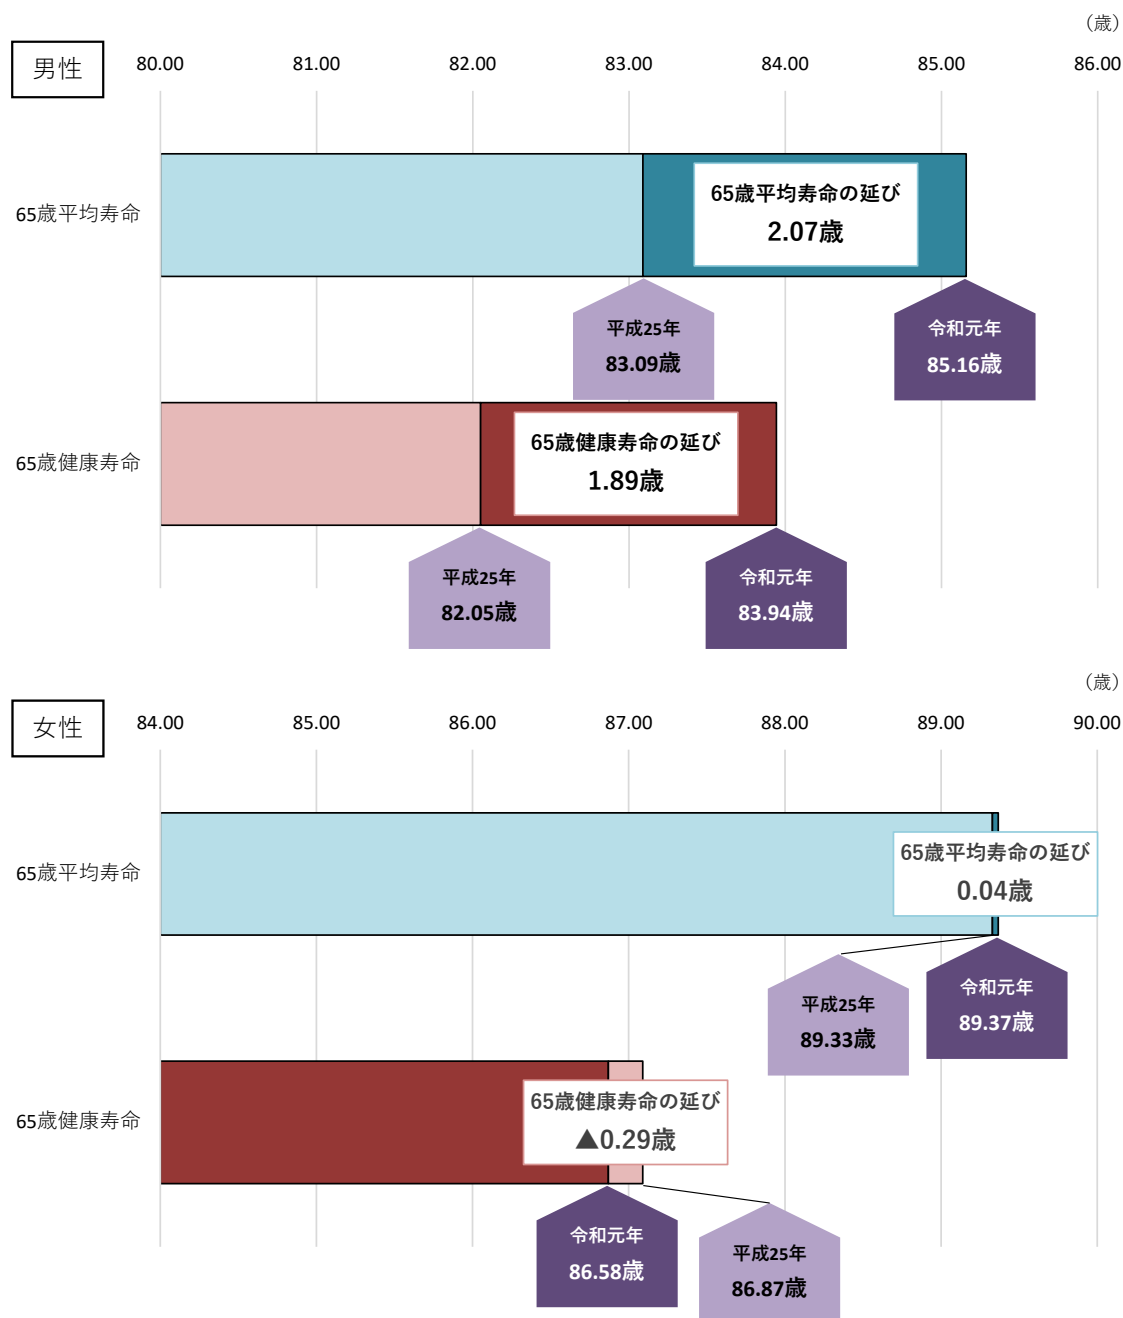 （歳）
男性
80.00 81.00 82.00 83.00 84.00 85.00 86.00
65歳平均寿命
65歳平均寿命の延び
2.07歳
平成25年
83.09歳
令和元年
85.16歳
65歳健康寿命
65歳健康寿命の延び
1.89歳
平成25年
82.05歳
令和元年
83.94歳
（歳）
女性
84.00 85.00 86.00 87.00 88.00 89.00 90.00
65歳平均寿命
65歳平均寿命の延び
0.04歳
平成25年
89.33歳
令和元年
89.37歳
65歳健康寿命
65歳健康寿命の延び
▲0.29歳
令和元年
86.58歳
平成25年
86.87歳